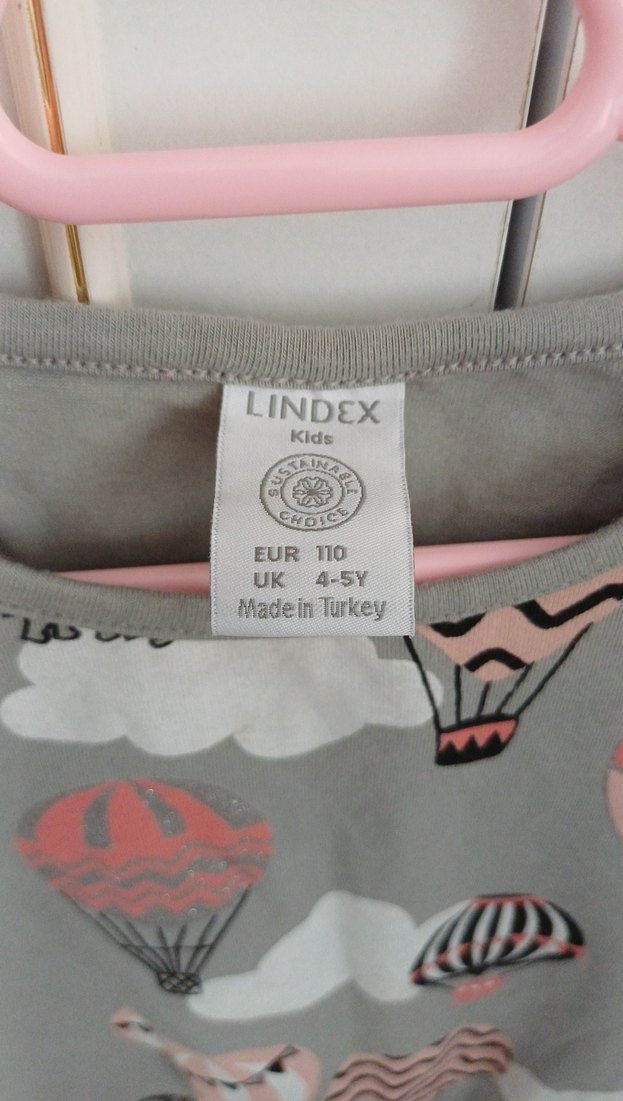 LINDEX
Kids
SUSTAINABLE
CHOICE
EUR 110
UK 4-5Y
Made in Turkey